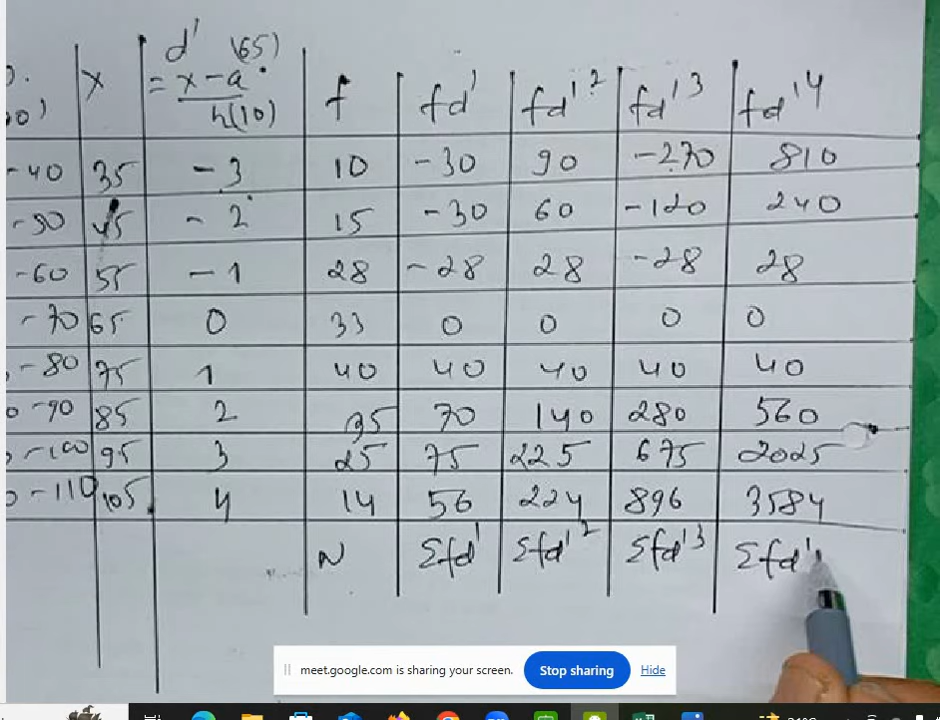 d' (65)
x = x-a f fd' fd'2 fd'3 fd'4
h(10)
-40 35 -3 10 -30 90 -270 810
-50 45 -2 15 -30 60 -120 240
-60 55 -1 28 -28 28 -28 28
-70 65 0 33 0 0 0 0
-80 75 1 40 40 40 40 40
0-90 85 2 35 70 140 280 560
-100 95 3 25 75 225 675 2025
0-110 105 4 14 56 224 896 3584
N Σfd' Σfd'2 Σfd'3 Σfd'4
meet.google.com is sharing your screen. Stop sharing Hide